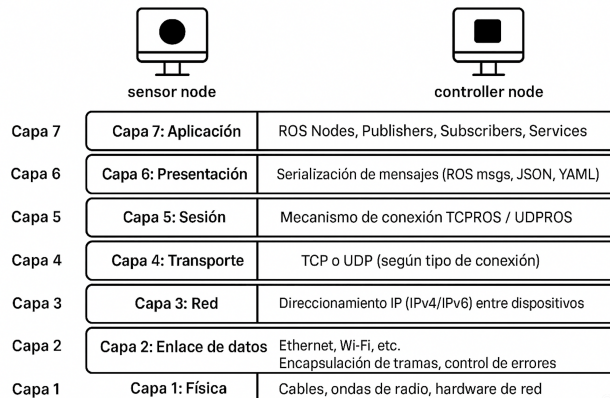 sensor node
controller node
Capa 7
Capa 7: Aplicación
ROS Nodes, Publishers, Subscribers, Services
Capa 6
Capa 6: Presentación
Serialización de mensajes (ROS msgs, JSON, YAML)
Capa 5
Capa 5: Sesión
Mecanismo de conexión TCPROS / UDPROS
Capa 4
Capa 4: Transporte
TCP o UDP (según tipo de conexión)
Capa 3
Capa 3: Red
Direccionamiento IP (IPv4/IPv6) entre dispositivos
Capa 2
Capa 2: Enlace de datos
Ethernet, Wi-Fi, etc.
Encapsulación de tramas, control de errores
Capa 1
Capa 1: Física
Cables, ondas de radio, hardware de red